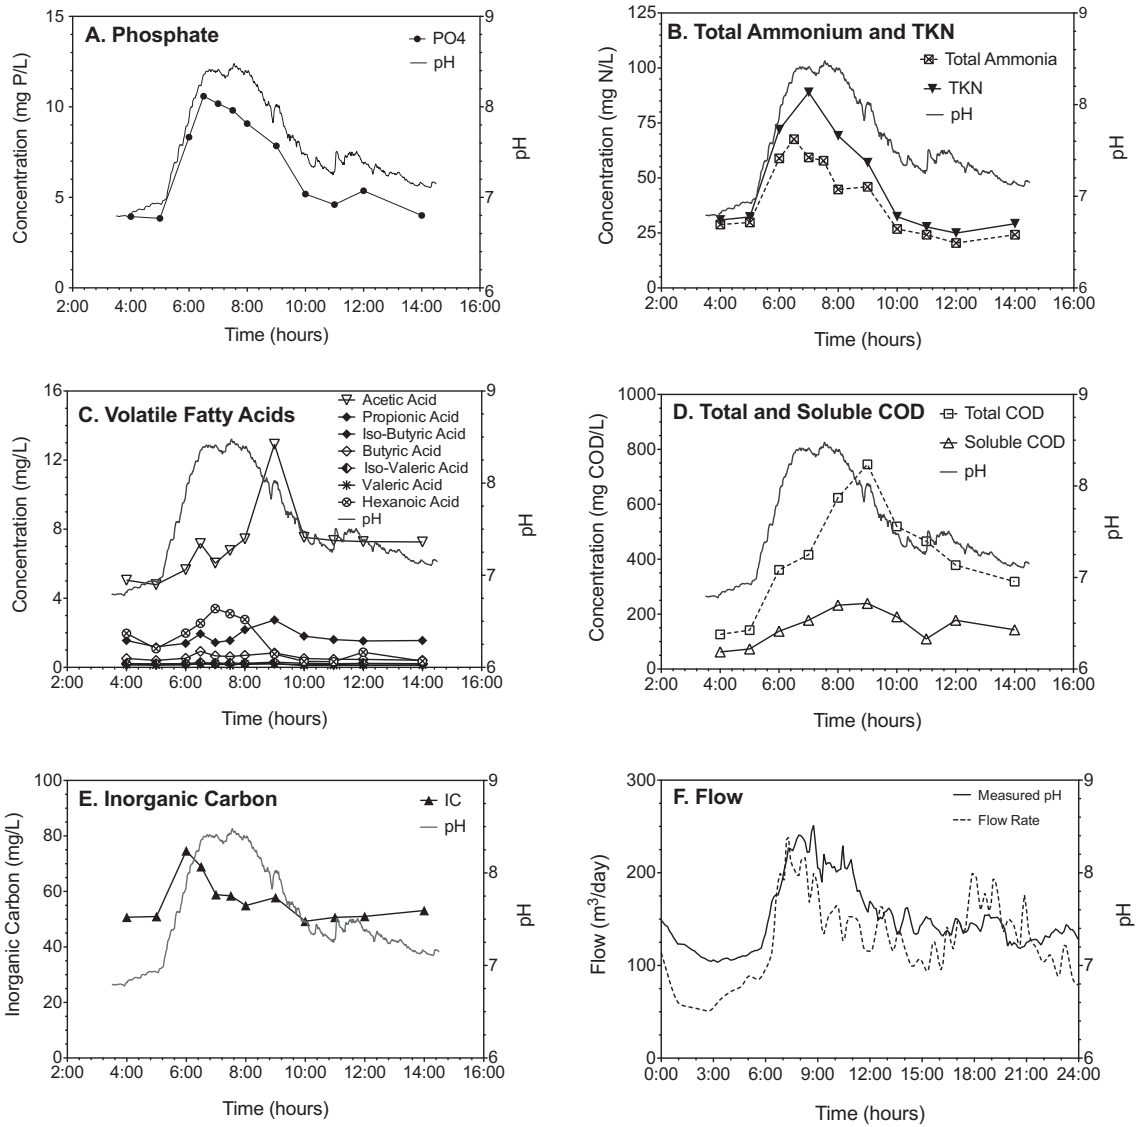 A. Phosphate
PO4
pH
15
10
5
0
9
8
7
6
Concentration (mg P/L)
pH
2:00 4:00 6:00 8:00 10:00 12:00 14:00 16:00
Time (hours)
B. Total Ammonium and TKN
Total Ammonia
TKN
pH
125
100
75
50
25
0
9
8
7
6
Concentration (mg N/L)
pH
2:00 4:00 6:00 8:00 10:00 12:00 14:00 16:00
Time (hours)
C. Volatile Fatty Acids
Acetic Acid
Propionic Acid
Iso-Butyric Acid
Butyric Acid
Iso-Valeric Acid
Valeric Acid
Hexanoic Acid
pH
16
12
8
4
0
9
8
7
6
Concentration (mg/L)
pH
2:00 4:00 6:00 8:00 10:00 12:00 14:00 16:00
Time (hours)
D. Total and Soluble COD
Total COD
Soluble COD
pH
1000
800
600
400
200
0
9
8
7
6
Concentration (mg COD/L)
pH
2:00 4:00 6:00 8:00 10:00 12:00 14:00 16:00
Time (hours)
E. Inorganic Carbon
IC
pH
100
80
60
40
20
0
9
8
7
6
Inorganic Carbon (mg/L)
pH
2:00 4:00 6:00 8:00 10:00 12:00 14:00 16:00
Time (hours)
F. Flow
Measured pH
Flow Rate
300
200
100
0
9
8
7
6
Flow (m³/day)
pH
0:00 3:00 6:00 9:00 12:00 15:00 18:00 21:00 24:00
Time (hours)